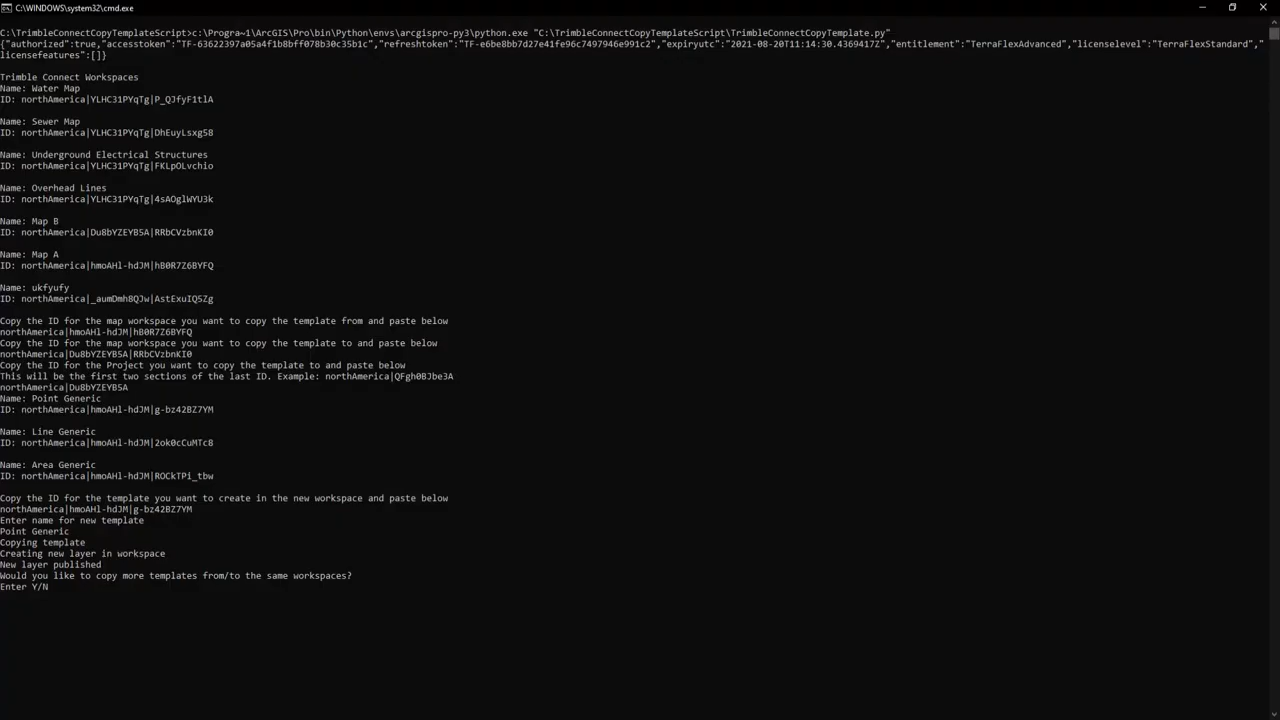 C:\WINDOWS\system32\cmd.exe
C:\TrimbleConnectCopyTemplateScript>c:\Progra~1\ArcGIS\Pro\bin\Python\envs\arcgispro-py3\python.exe "C:\TrimbleConnectCopyTemplateScript\TrimbleConnectCopyTemplate.py"
{"authorized":true,"accesstoken":"TF-63622397a05a4f1b8bff078b30c35b1c","refreshtoken":"TF-e6be8bb7d27e41fe96c7497946e991c2","expiryutc":"2021-08-20T11:14:30.4369417Z","entitlement":"TerraFlexAdvanced","licenselevel":"TerraFlexStandard","
licensefeatures":[]}
Trimble Connect Workspaces
Name: Water Map
ID: northAmerica|YLHC31PYqTg|P_QJfyF1tlA
Name: Sewer Map
ID: northAmerica|YLHC31PYqTg|DhEuyLsxg58
Name: Underground Electrical Structures
ID: northAmerica|YLHC31PYqTg|FKLpOLvchio
Name: Overhead Lines
ID: northAmerica|YLHC31PYqTg|4sAOglWYU3k
Name: Map B
ID: northAmerica|Du8bYZEYB5A|RRbCVzbnKI0
Name: Map A
ID: northAmerica|hmoAHl-hdJM|hB0R7Z6BYFQ
Name: ukfyufy
ID: northAmerica|_aumDmh8QJw|AstExuIQ5Zg
Copy the ID for the map workspace you want to copy the template from and paste below
northAmerica|hmoAHl-hdJM|hB0R7Z6BYFQ
Copy the ID for the map workspace you want to copy the template to and paste below
northAmerica|Du8bYZEYB5A|RRbCVzbnKI0
Copy the ID for the Project you want to copy the template to and paste below
This will be the first two sections of the last ID. Example: northAmerica|QFgh0BJbe3A
northAmerica|Du8bYZEYB5A
Name: Point Generic
ID: northAmerica|hmoAHl-hdJM|g-bz42BZ7YM
Name: Line Generic
ID: northAmerica|hmoAHl-hdJM|2ok0cCuMTc8
Name: Area Generic
ID: northAmerica|hmoAHl-hdJM|ROCkTPi_tbw
Copy the ID for the template you want to create in the new workspace and paste below
northAmerica|hmoAHl-hdJM|g-bz42BZ7YM
Enter name for new template
Point Generic
Copying template
Creating new layer in workspace
New layer published
Would you like to copy more templates from/to the same workspaces?
Enter Y/N